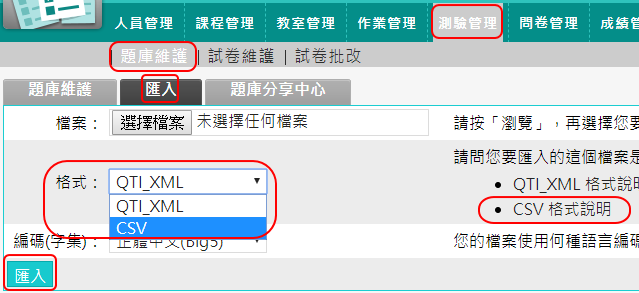 人員管理 課程管理 教室管理 作業管理 測驗管理 問卷管理 成績管
| 題庫維護 | 試卷維護 | 試卷批改
題庫維護 匯入 題庫分享中心
檔案： 選擇檔案 未選擇任何檔案 請按「瀏覽」，再選擇您要
請問您要匯入的這個檔案是
格式： QTI_XML QTI_XML 格式說明
QTI_XML CSV 格式說明
CSV
編碼(字集)： 正體中文(Big5) 您的檔案使用何種語言編碼
匯入